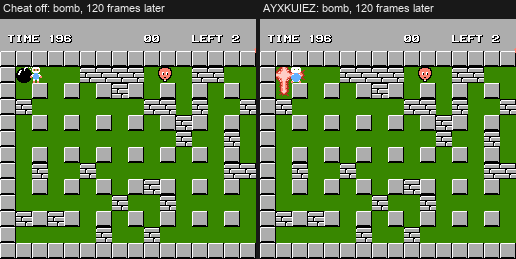 Cheat off: bomb, 120 frames later
AYXKUIEZ: bomb, 120 frames later
TIME 196 00 LEFT 2
TIME 196 00 LEFT 2